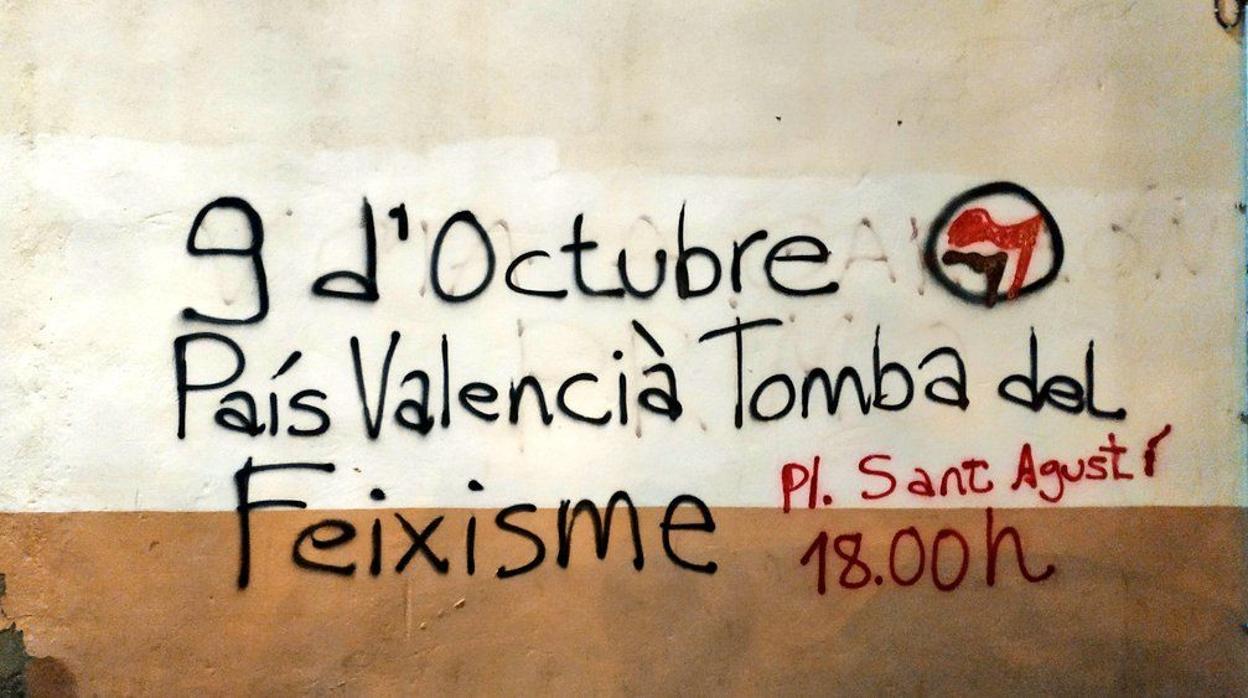 9 d'Octubre
País Valencià Tomba del
Feixisme
Pl. Sant Agustí
18.00h